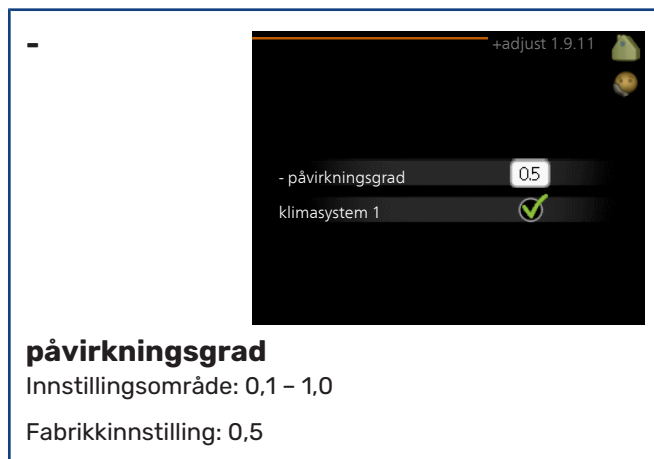 -
+adjust 1.9.11
- påvirkningsgrad 0.5
klimasystem 1
påvirkningsgrad
Innstillingsområde: 0,1 – 1,0
Fabrikkinnstilling: 0,5